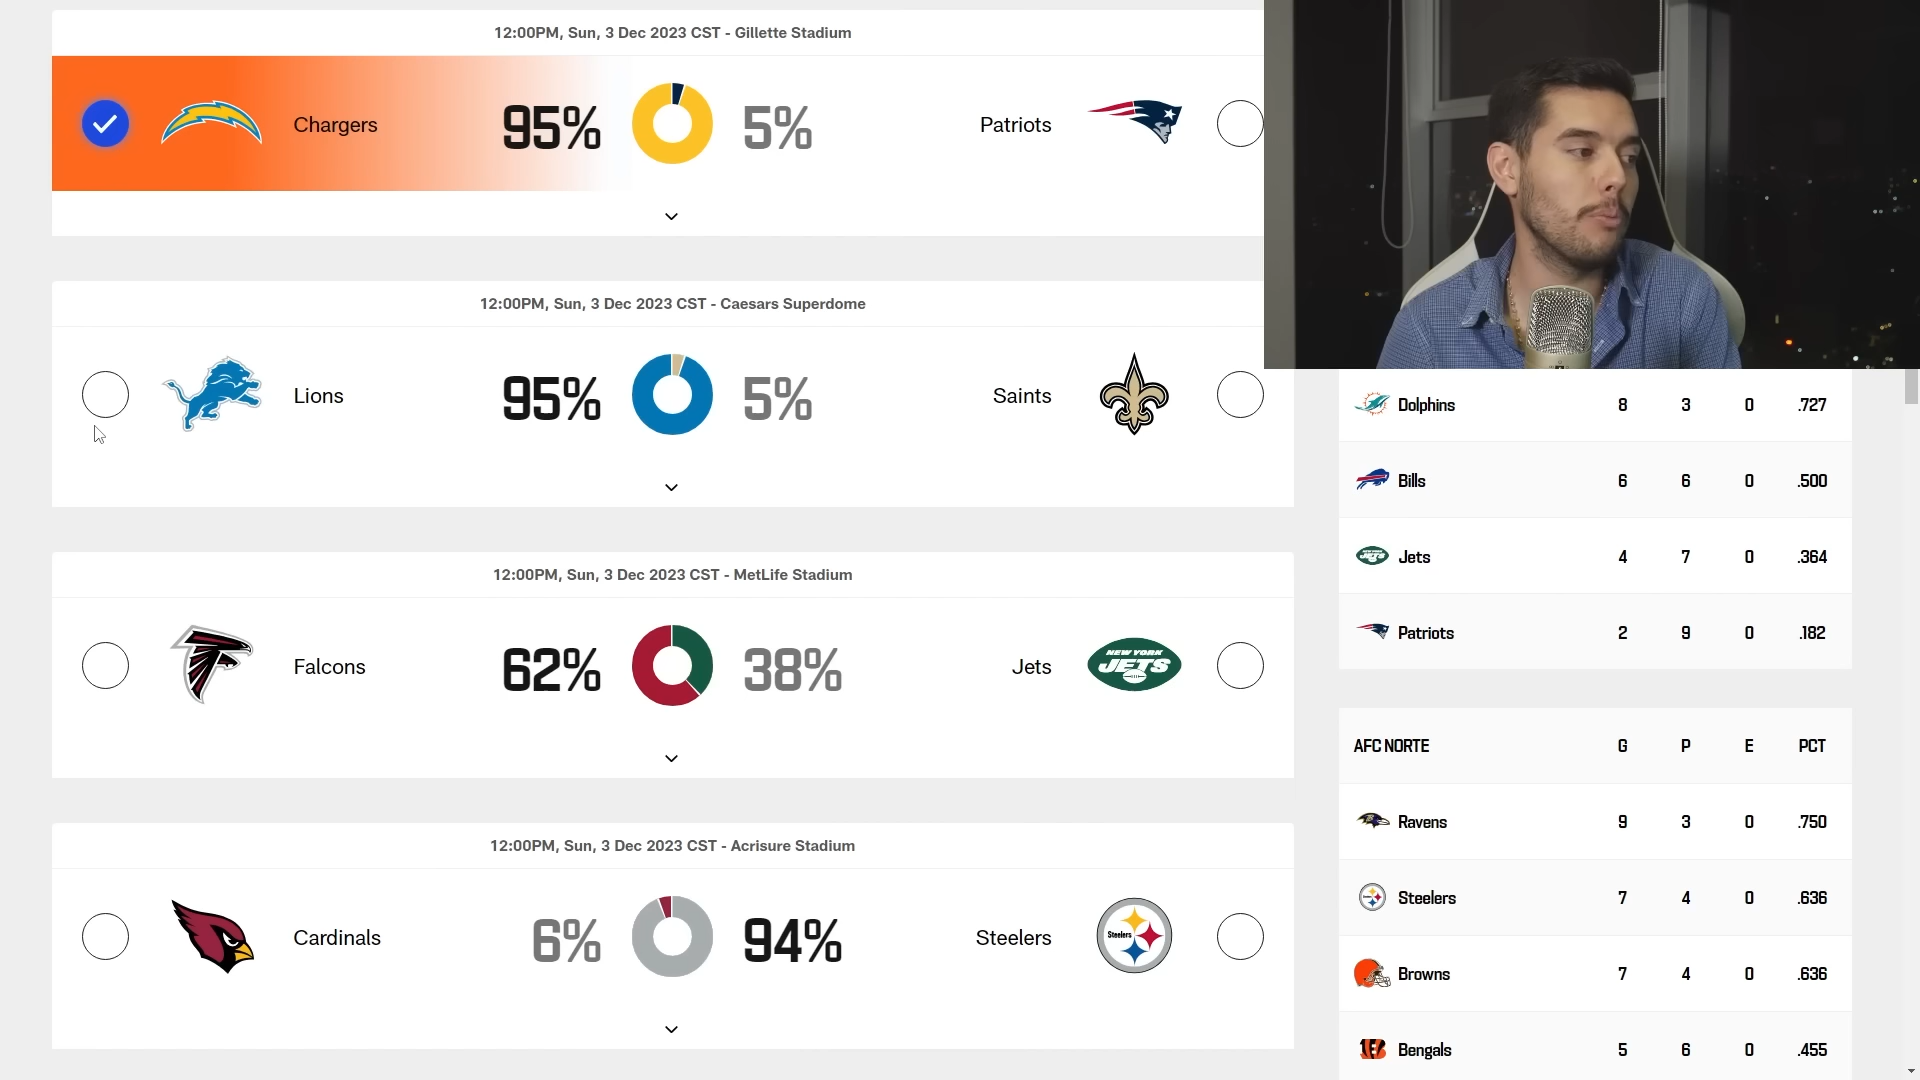 12:00PM, Sun, 3 Dec 2023 CST - Gillette Stadium
Chargers 95% 5% Patriots
12:00PM, Sun, 3 Dec 2023 CST - Caesars Superdome
Lions 95% 5% Saints
12:00PM, Sun, 3 Dec 2023 CST - MetLife Stadium
Falcons 62% 38% Jets NEW YORK JETS
12:00PM, Sun, 3 Dec 2023 CST - Acrisure Stadium
Cardinals 6% 94% Steelers Steelers
Dolphins 8 3 0 .727
Bills 6 6 0 .500
Jets 4 7 0 .364
Patriots 2 9 0 .182
AFC NORTE G P E PCT
Ravens 9 3 0 .750
Steelers 7 4 0 .636
Browns 7 4 0 .636
Bengals 5 6 0 .455